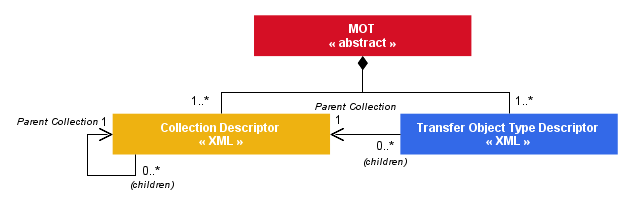 MOT
« abstract »
1..*
Parent Collection
1..*
Parent Collection 1
Collection Descriptor
« XML »
1
Transfer Object Type Descriptor
« XML »
0..*
(children)
0..*
(children)